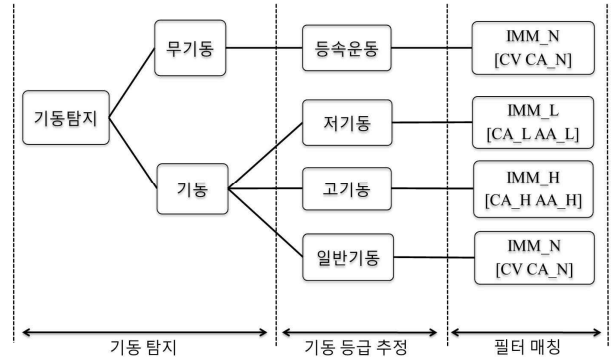 무기동
등속운동
IMM_N
[CV CA_N]
기동탐지
저기동
IMM_L
[CA_L AA_L]
기동
고기동
IMM_H
[CA_H AA_H]
일반기동
IMM_N
[CV CA_N]
기동 탐지
기동 등급 추정
필터 매칭